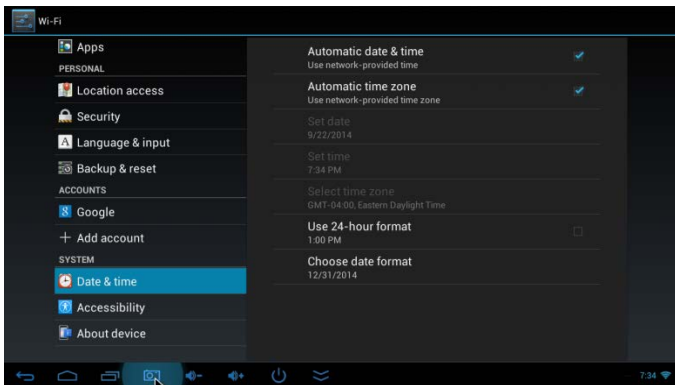 Wi-Fi
Apps
PERSONAL
Location access
Security
A Language & input
Backup & reset
ACCOUNTS
8 Google
+ Add account
SYSTEM
Date & time
Accessibility
About device
Automatic date & time
Use network-provided time
Automatic time zone
Use network-provided time zone
Set date
9/22/2014
Set time
7:34 PM
Select time zone
GMT-04:00, Eastern Daylight Time
Use 24-hour format
1:00 PM
Choose date format
12/31/2014
7:34